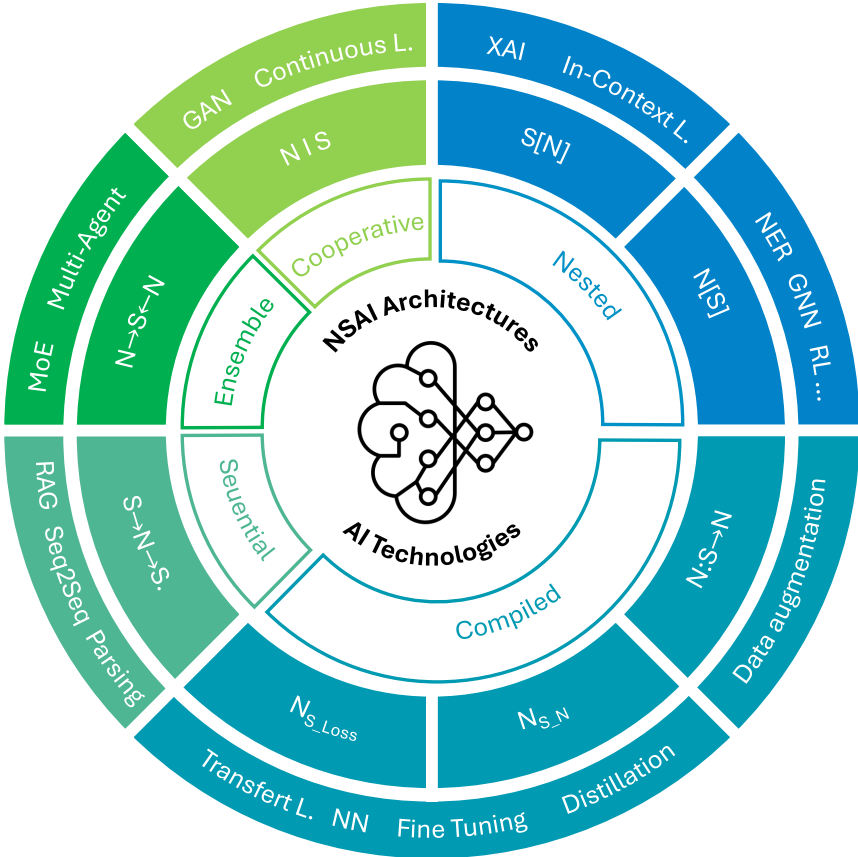 NSAI Architectures
AI Technologies
Cooperative
Nested
Compiled
Seuential
Ensemble
N I S
S[N]
N[S]
N:S→N
N_S_N
N_S_Loss
S→N→S.
N→S←N
GAN Continuous L.
XAI In-Context L.
NER GNN RL ...
Data augmentation
Transfert L. NN Fine Tuning Distillation
RAG Seq2Seq Parsing
MoE Multi-Agent